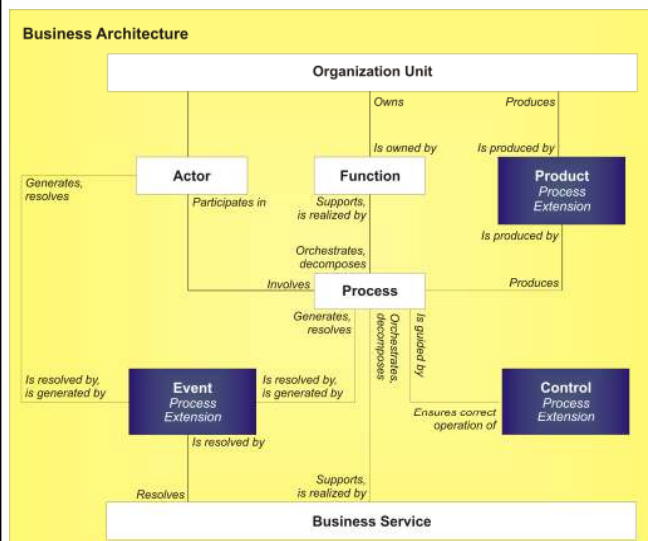 Business Architecture
Organization Unit
Owns
Produces
Is owned by
Is produced by
Actor
Function
Product
Process
Extension
Generates,
resolves
Participates in
Supports,
is realized by
Is produced by
Orchestrates,
decomposes
Involves
Process
Produces
Generates,
resolves
Orchestrates,
decomposes
Is guided by
Is resolved by,
is generated by
Event
Process
Extension
Is resolved by,
is generated by
Control
Process
Extension
Ensures correct
operation of
Is resolved by
Resolves
Supports,
is realized by
Business Service